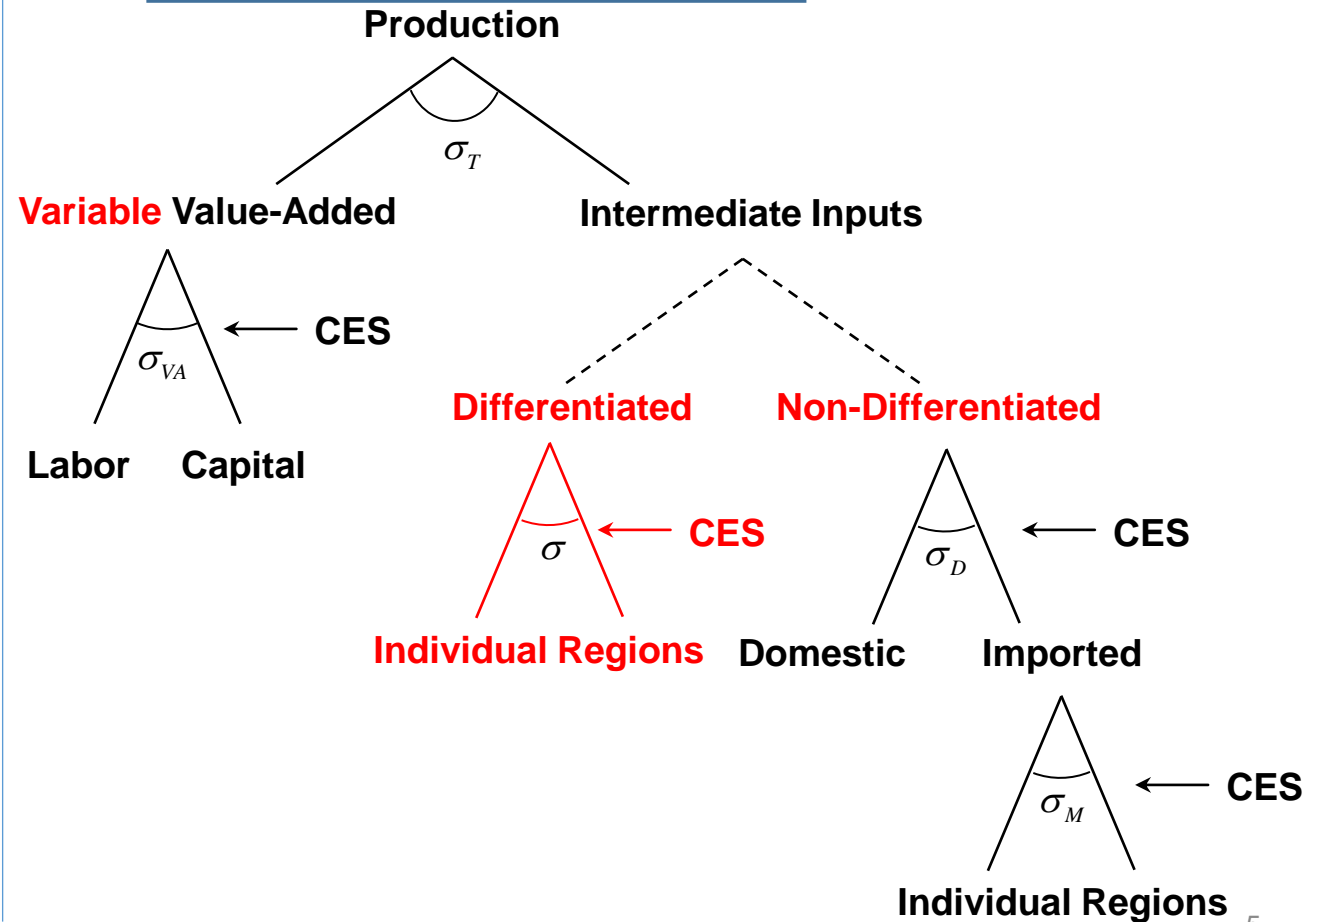 Production
σT
Variable Value-Added
Intermediate Inputs
CES
σVA
Differentiated
Non-Differentiated
Labor
Capital
CES
CES
σ
σD
Individual Regions
Domestic
Imported
CES
σM
Individual Regions